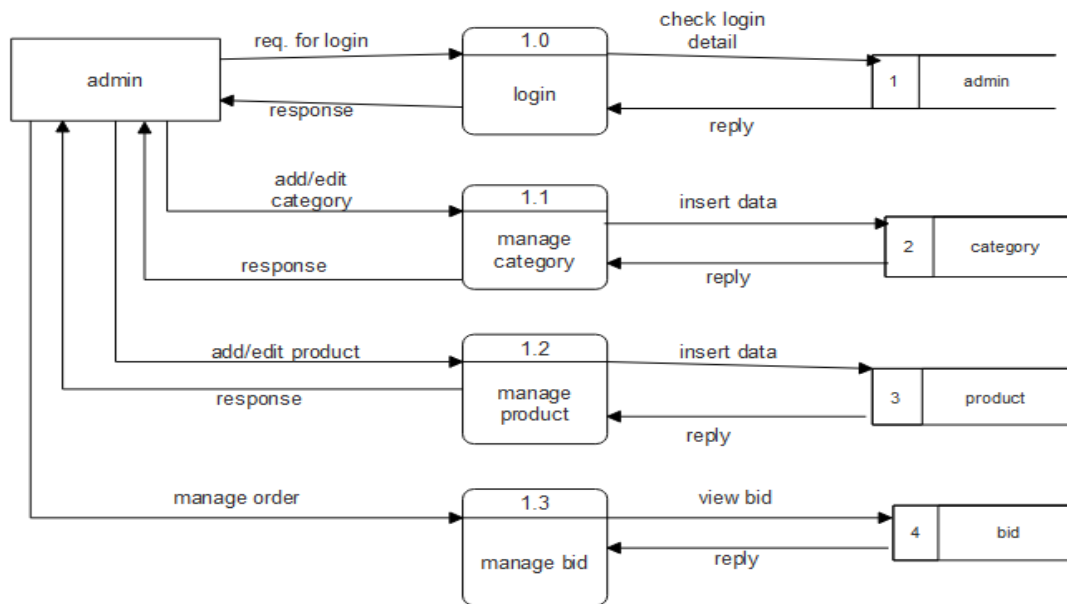 admin
req. for login
response
1.0
login
check login
detail
reply
1
admin
add/edit
category
response
1.1
manage
category
insert data
reply
2
category
add/edit product
response
1.2
manage
product
insert data
reply
3
product
manage order
1.3
manage bid
view bid
reply
4
bid